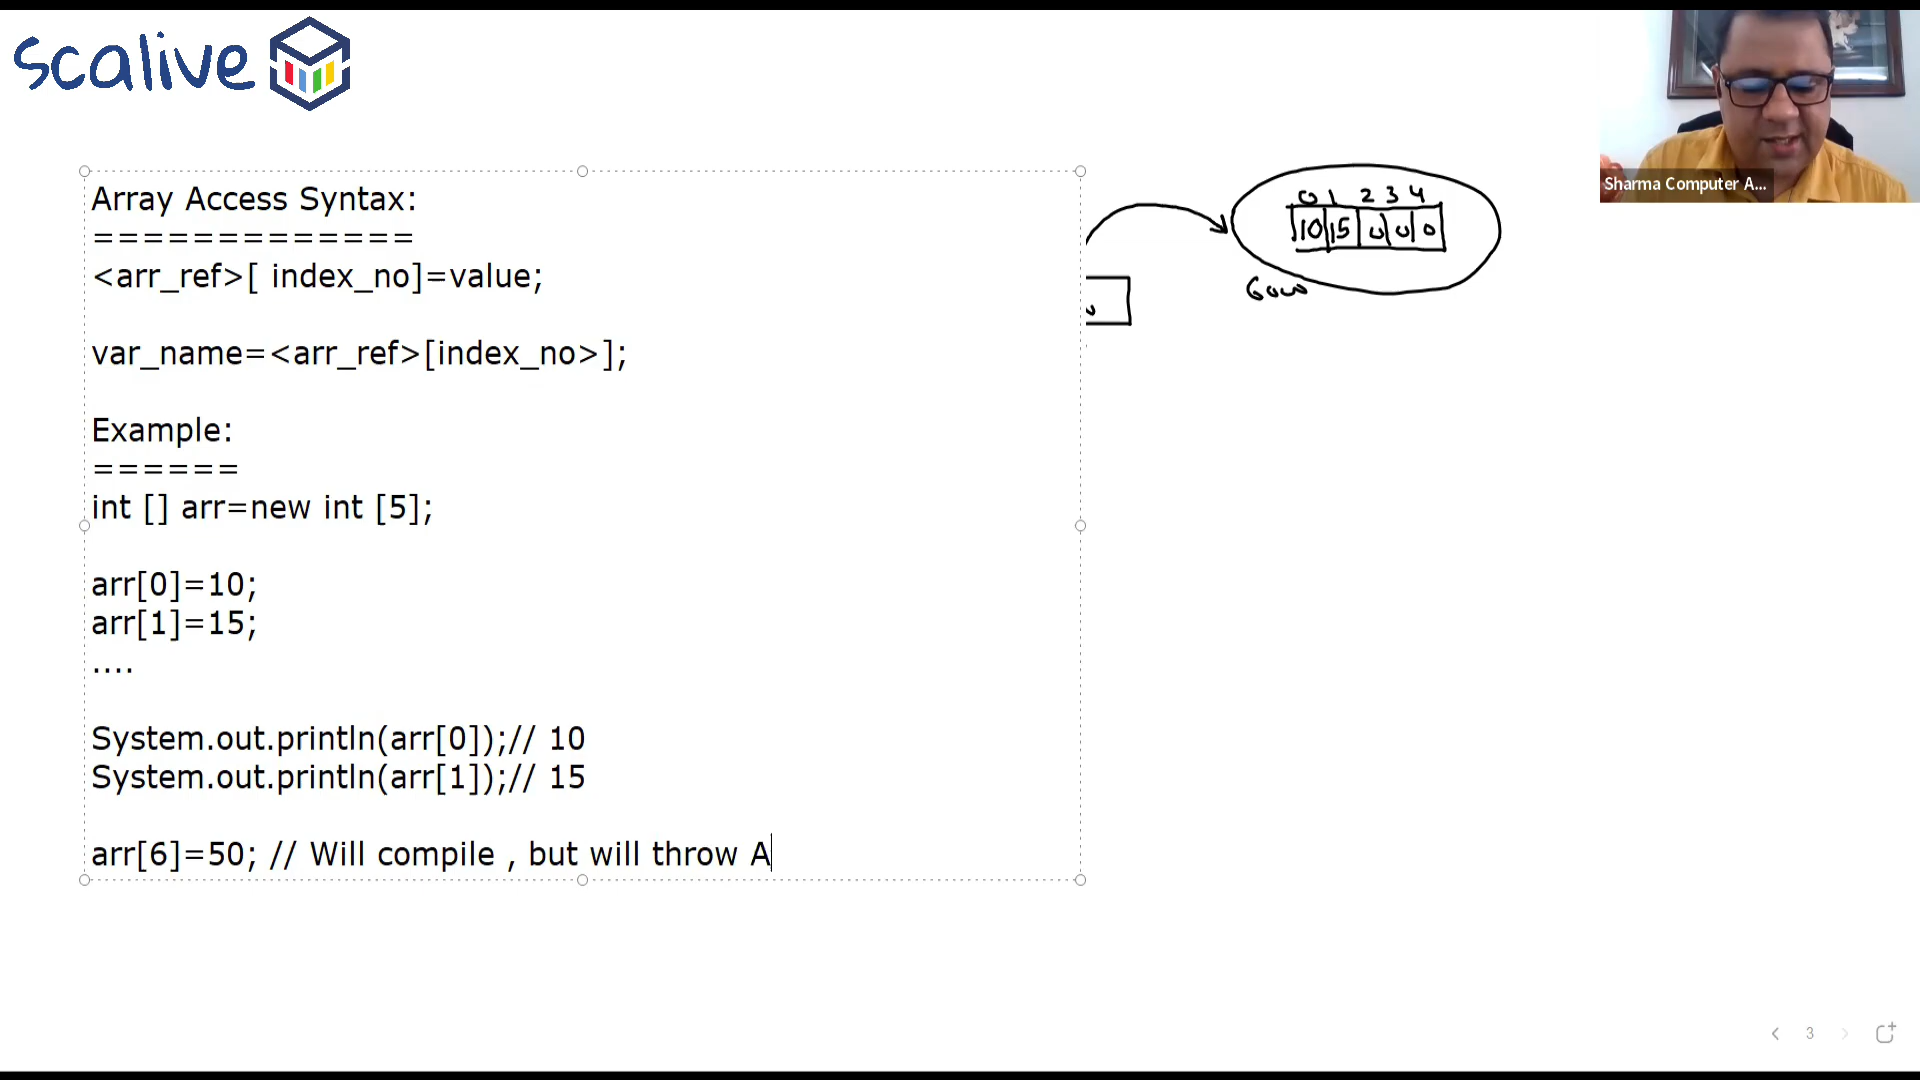 scalive
Array Access Syntax:
=============
<arr_ref>[ index_no]=value;
var_name=<arr_ref>[index_no>];
Example:
======
int [] arr=new int [5];
arr[0]=10;
arr[1]=15;
....
System.out.println(arr[0]);// 10
System.out.println(arr[1]);// 15
arr[6]=50; // Will compile , but will throw A
0 1 2 3 4
10 15 0 0 0
Sharma Computer A...
3